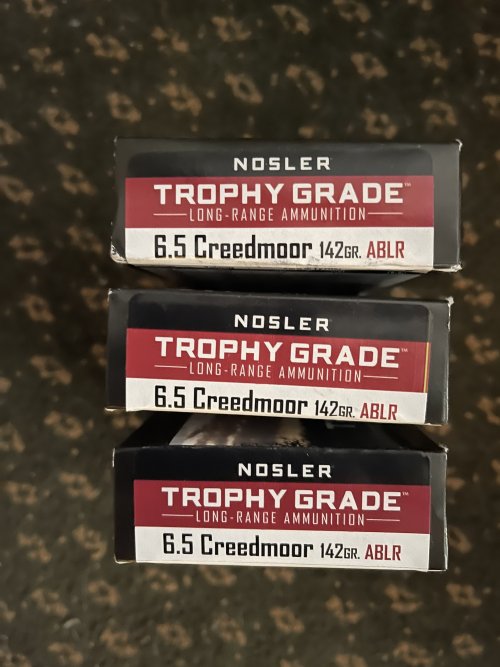 NOSLER
TROPHY GRADE™
LONG-RANGE AMMUNITION
6.5 Creedmoor 142GR. ABLR
NOSLER
TROPHY GRADE™
LONG-RANGE AMMUNITION
6.5 Creedmoor 142GR. ABLR
NOSLER
TROPHY GRADE™
LONG-RANGE AMMUNITION
6.5 Creedmoor 142GR. ABLR